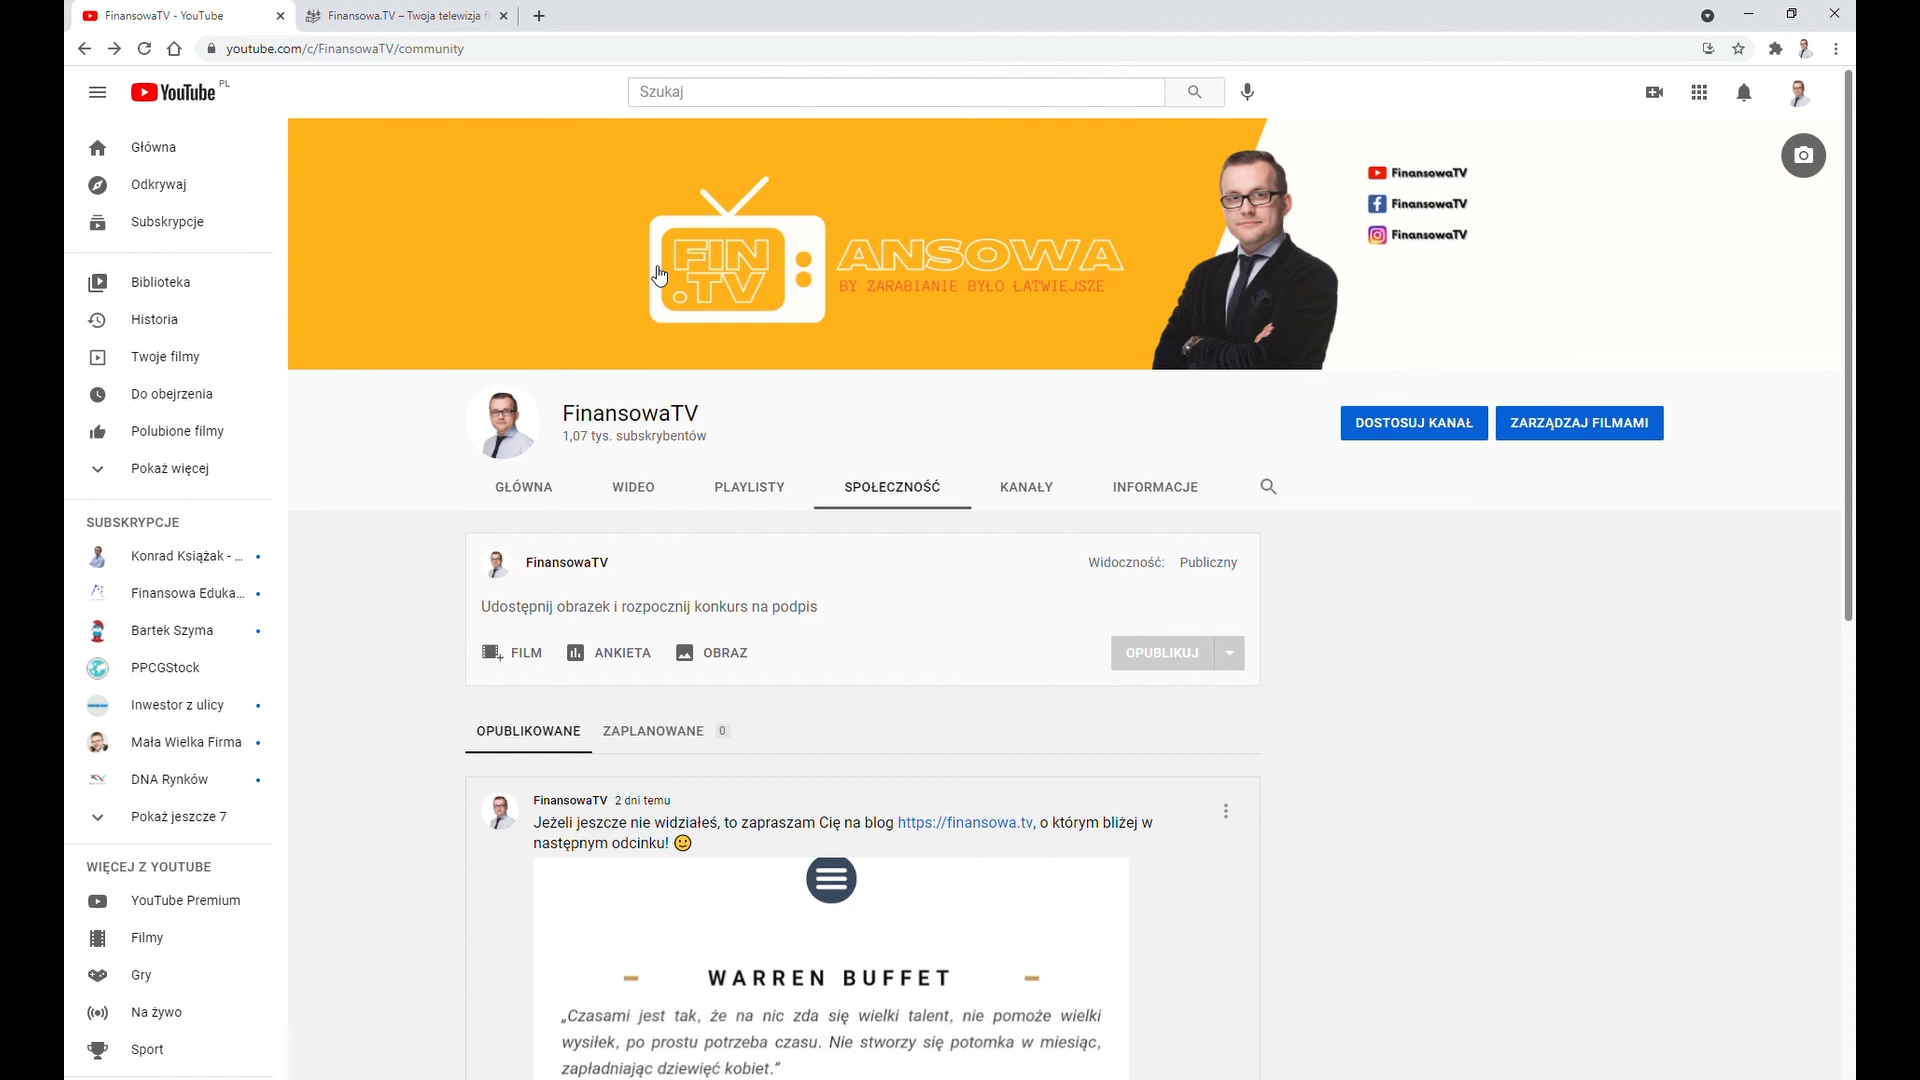 FinansowaTV - YouTube
Finansowa.TV – Twoja telewizja f
youtube.com/c/FinansowaTV/community
YouTube PL
Szukaj
Główna
Odkrywaj
Subskrypcje
Biblioteka
Historia
Twoje filmy
Do obejrzenia
Polubione filmy
Pokaż więcej
SUBSKRYPCJE
Konrad Książak - ...
Finansowa Eduka...
Bartek Szyma
PPCGStock
Inwestor z ulicy
Mała Wielka Firma
DNA Rynków
Pokaż jeszcze 7
WIĘCEJ Z YOUTUBE
YouTube Premium
Filmy
Gry
Na żywo
Sport
FIN
.TV
ANSOWA
BY ZARABIANIE BYŁO ŁATWIEJSZE
FinansowaTV
FinansowaTV
FinansowaTV
FinansowaTV
1,07 tys. subskrybentów
DOSTOSUJ KANAŁ
ZARZĄDZAJ FILMAMI
GŁÓWNA
WIDEO
PLAYLISTY
SPOŁECZNOŚĆ
KANAŁY
INFORMACJE
FinansowaTV
Widoczność: Publiczny
Udostępnij obrazek i rozpocznij konkurs na podpis
FILM
ANKIETA
OBRAZ
OPUBLIKUJ
OPUBLIKOWANE
ZAPLANOWANE 0
FinansowaTV 2 dni temu
Jeżeli jeszcze nie widziałeś, to zapraszam Cię na blog https://finansowa.tv, o którym bliżej w
następnym odcinku! 🙂
WARREN BUFFET
„Czasami jest tak, że na nic zda się wielki talent, nie pomoże wielki
wysiłek, po prostu potrzeba czasu. Nie stworzy się potomka w miesiąc,
zapładniając dziewięć kobiet.”